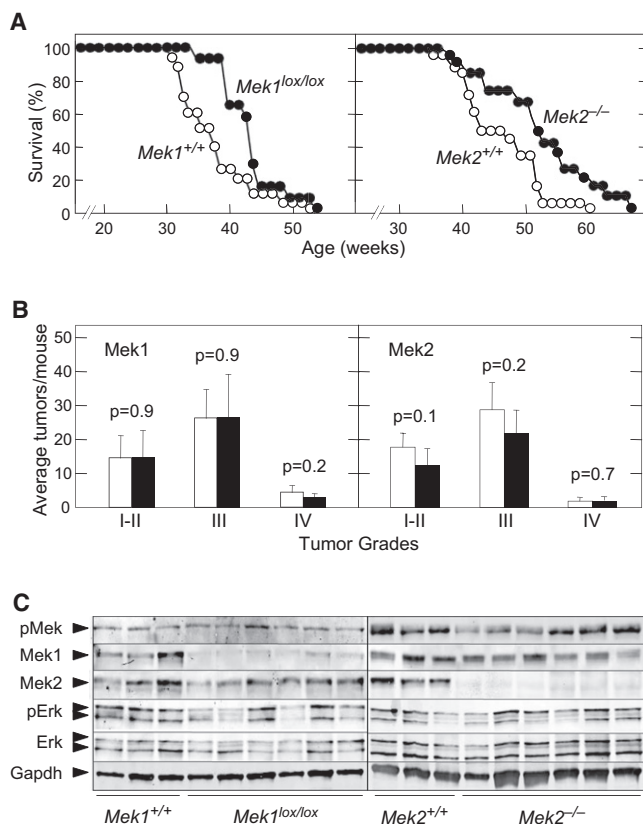 A
100
80
60
40
20
0
Survival (%)
Mek1lox/lox
Mek1+/+
Mek2–/–
Mek2+/+
20 30 40 50 30 40 50 60
Age (weeks)
B
50
40
30
20
10
0
Average tumors/mouse
Mek1 Mek2
p=0.9 p=0.9 p=0.2 p=0.1 p=0.2 p=0.7
I-II III IV I-II III IV
Tumor Grades
C
pMek
Mek1
Mek2
pErk
Erk
Gapdh
Mek1+/+ Mek1lox/lox Mek2+/+ Mek2–/–